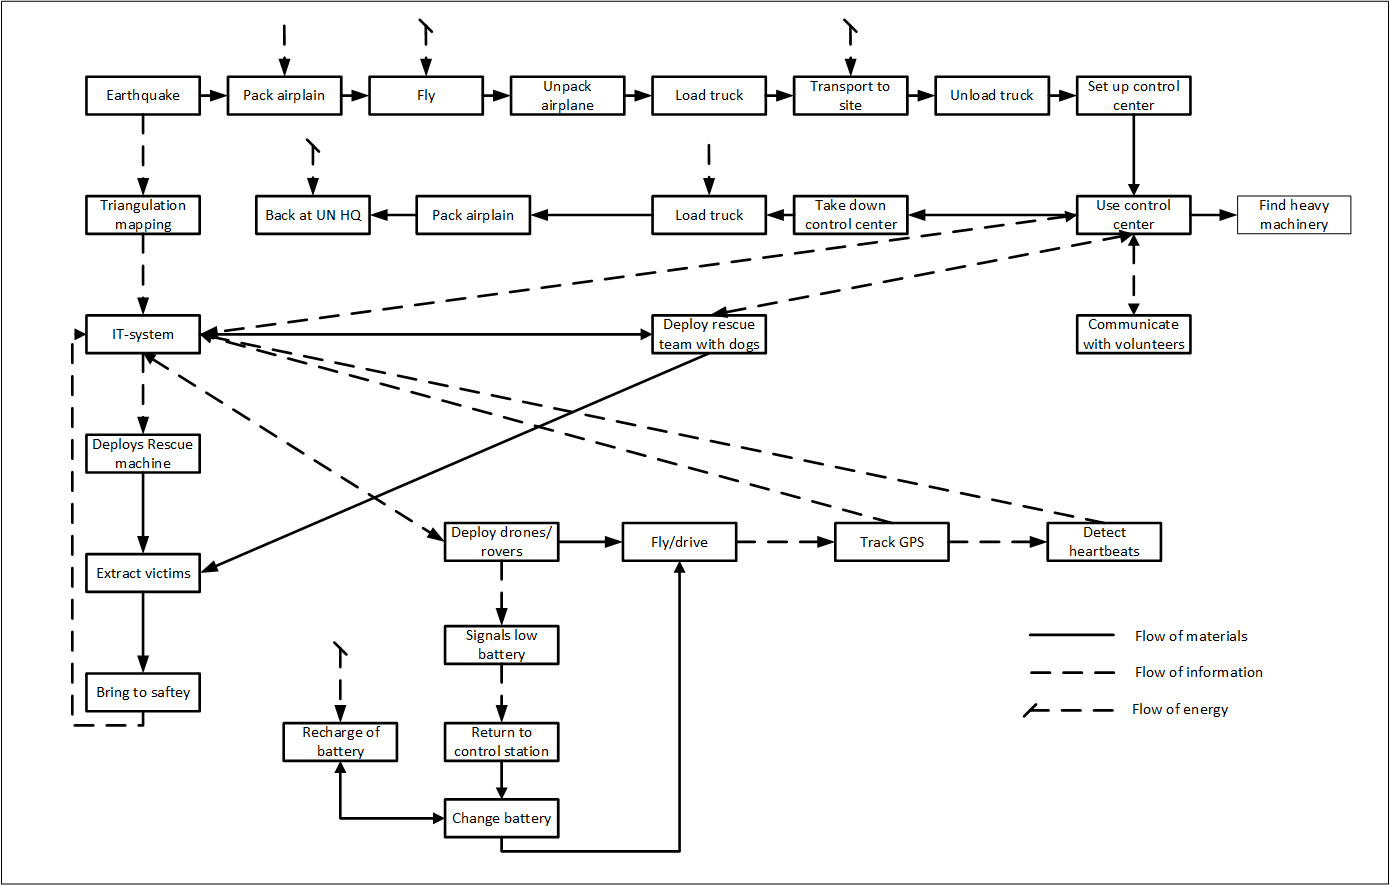 Earthquake
Pack airplain
Fly
Unpack
airplane
Load truck
Transport to
site
Unload truck
Set up control
center
Triangulation
mapping
Back at UN HQ
Pack airplain
Load truck
Take down
control center
Use control
center
Find heavy
machinery
IT-system
Deploy rescue
team with dogs
Communicate
with volunteers
Deploys Rescue
machine
Deploy drones/
rovers
Fly/drive
Track GPS
Detect
heartbeats
Extract victims
Signals low
battery
Flow of materials
Flow of information
Flow of energy
Bring to saftey
Recharge of
battery
Return to
control station
Change battery